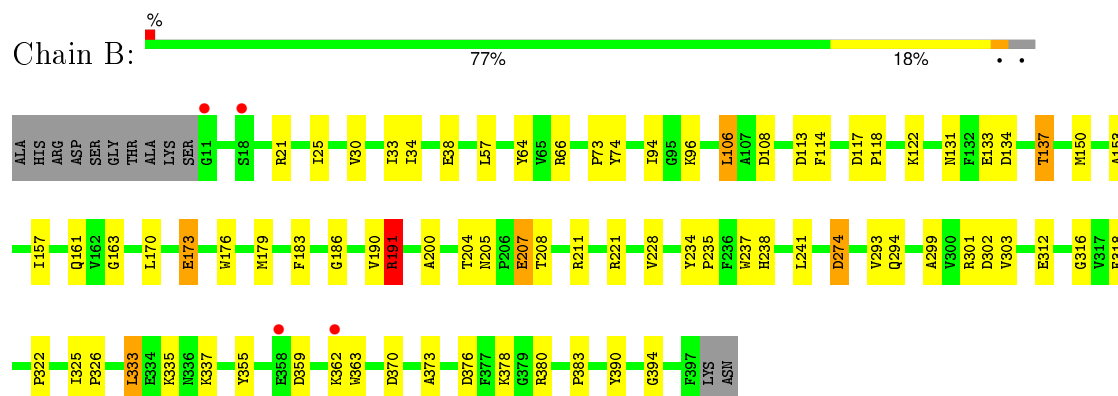 %
Chain B:
77% 18% • •
ALA HIS ARG ASP SER GLY THR ALA LYS SER G11 S18 R21 I25 V30 I33 I34 E38 L57 Y64 V65 R66 P73 Y74 I94 G95 K96 L106 A107 D108 D113 F114 D117 P118 K122 N131 F132 E133 D134 T137 M150 A153
I157 Q161 V162 G163 L170 E173 W176 M179 F183 G186 V190 R191 A200 T204 N205 P206 E207 T208 R211 R221 V228 Y234 P235 F236 W237 H238 L241 D274 V293 Q294 A299 V300 R301 D302 V303 E312 G316 V317
P322 I325 P326 L333 E334 K335 N336 K337 Y355 E358 D359 K362 W363 D370 A373 D376 F377 K378 G379 R380 P383 Y390 G394 F397 LYS ASN